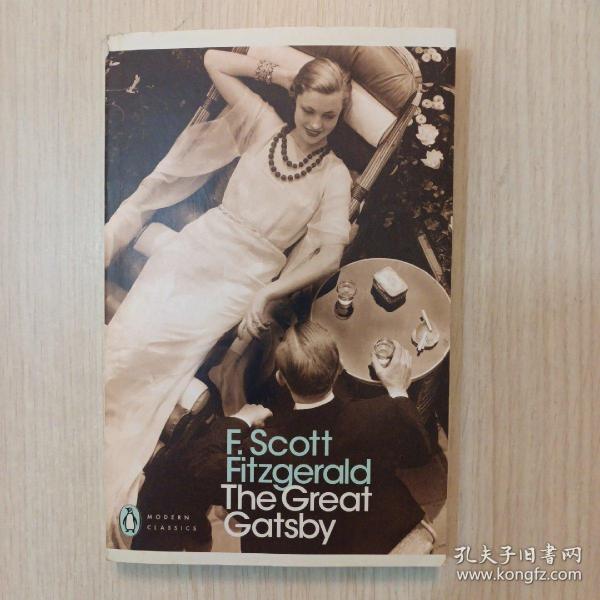 F. Scott
Fitzgerald
The Great
Gatsby
MODERN
CLASSICS
孔夫子旧书网
www.kongfz.com